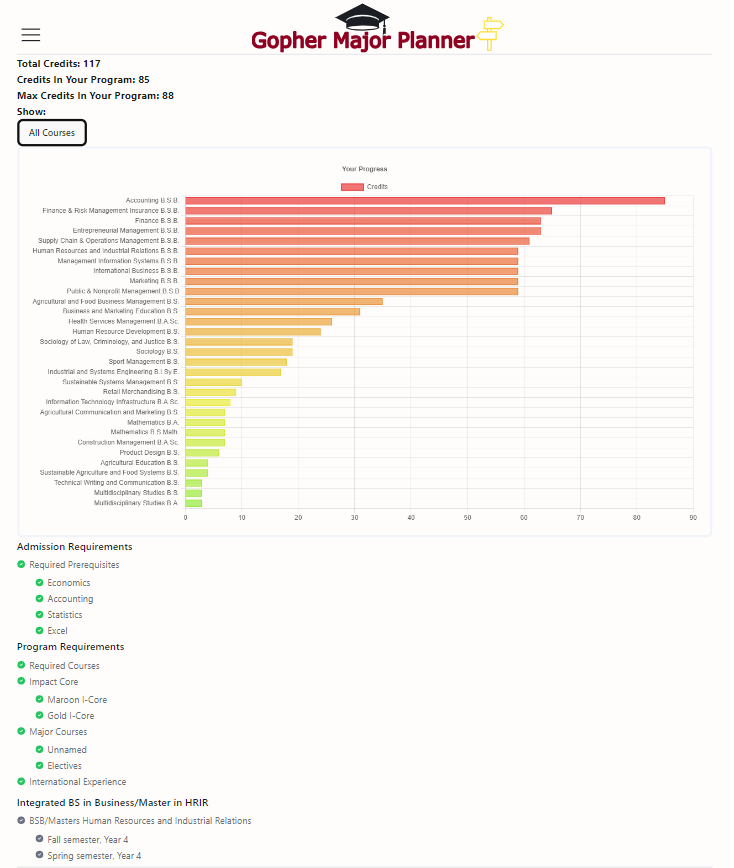 Gopher Major Planner
Total Credits: 117
Credits In Your Program: 85
Max Credits In Your Program: 88
Show:
All Courses
Your Progress
Credits
Accounting B.S.B.
Finance & Risk Management Insurance B.S.B.
Finance B.S.B.
Entrepreneurial Management B.S.B.
Supply Chain & Operations Management B.S.B.
Human Resources and Industrial Relations B.S.B.
Management Information Systems B.S.B.
International Business B.S.B.
Marketing B.S.B.
Public & Nonprofit Management B.S.B
Agricultural and Food Business Management B.S.
Business and Marketing Education B.S.
Health Services Management B.A.Sc.
Human Resource Development B.S.
Sociology of Law, Criminology, and Justice B.S.
Sociology B.S.
Sport Management B.S.
Industrial and Systems Engineering B.I.Sy.E.
Sustainable Systems Management B.S.
Retail Merchandising B.S.
Information Technology Infrastructure B.A.Sc.
Agricultural Communication and Marketing B.S.
Mathematics B.A.
Mathematics B.S.Math.
Construction Management B.A.Sc.
Product Design B.S.
Agricultural Education B.S.
Sustainable Agriculture and Food Systems B.S.
Technical Writing and Communication B.S.
Multidisciplinary Studies B.S.
Multidisciplinary Studies B.A.
0 10 20 30 40 50 60 70 80 90
Admission Requirements
Required Prerequisites
Economics
Accounting
Statistics
Excel
Program Requirements
Required Courses
Impact Core
Maroon I-Core
Gold I-Core
Major Courses
Unnamed
Electives
International Experience
Integrated BS in Business/Master in HRIR
BSB/Masters Human Resources and Industrial Relations
Fall semester, Year 4
Spring semester, Year 4